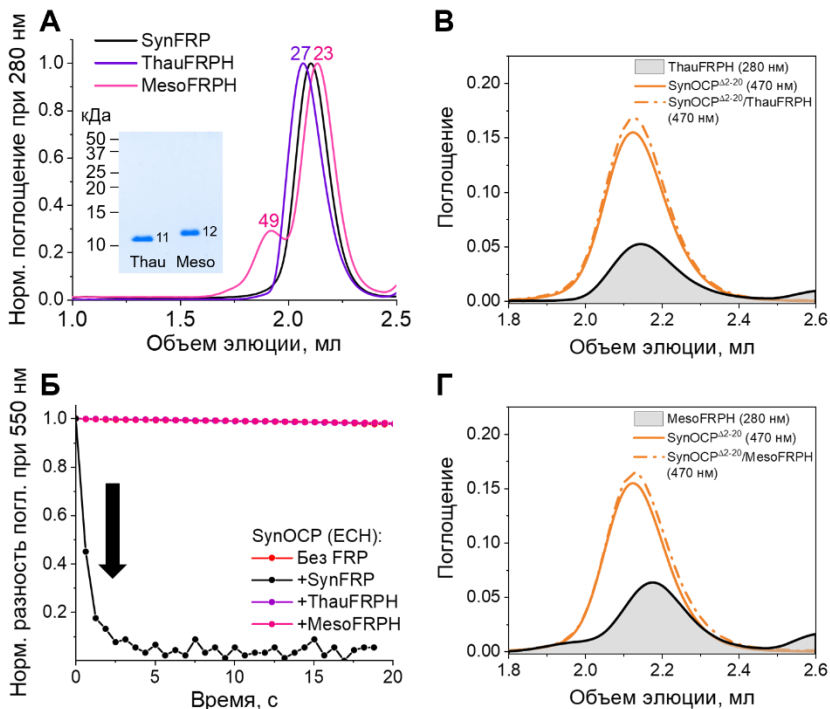 А
SynFRP
ThauFRPH
MesoFRPH
27
23
49
Норм. поглощение при 280 нм
1.0
0.8
0.6
0.4
0.2
0.0
кДа
50
37
25
20
15
10
11
12
Thau
Meso
1.0
1.5
2.0
2.5
Объем элюции, мл
В
ThauFRPH (280 нм)
SynOCPΔ2-20 (470 нм)
SynOCPΔ2-20/ThauFRPH
(470 нм)
Поглощение
0.20
0.15
0.10
0.05
0.00
1.8
2.0
2.2
2.4
2.6
Объем элюции, мл
Б
Норм. разность погл. при 550 нм
1.0
0.8
0.6
0.4
0.2
SynOCP (ECH):
Без FRP
+SynFRP
+ThauFRPH
+MesoFRPH
0
5
10
15
20
Время, с
Г
MesoFRPH (280 нм)
SynOCPΔ2-20 (470 нм)
SynOCPΔ2-20/MesoFRPH
(470 нм)
Поглощение
0.20
0.15
0.10
0.05
0.00
1.8
2.0
2.2
2.4
2.6
Объем элюции, мл